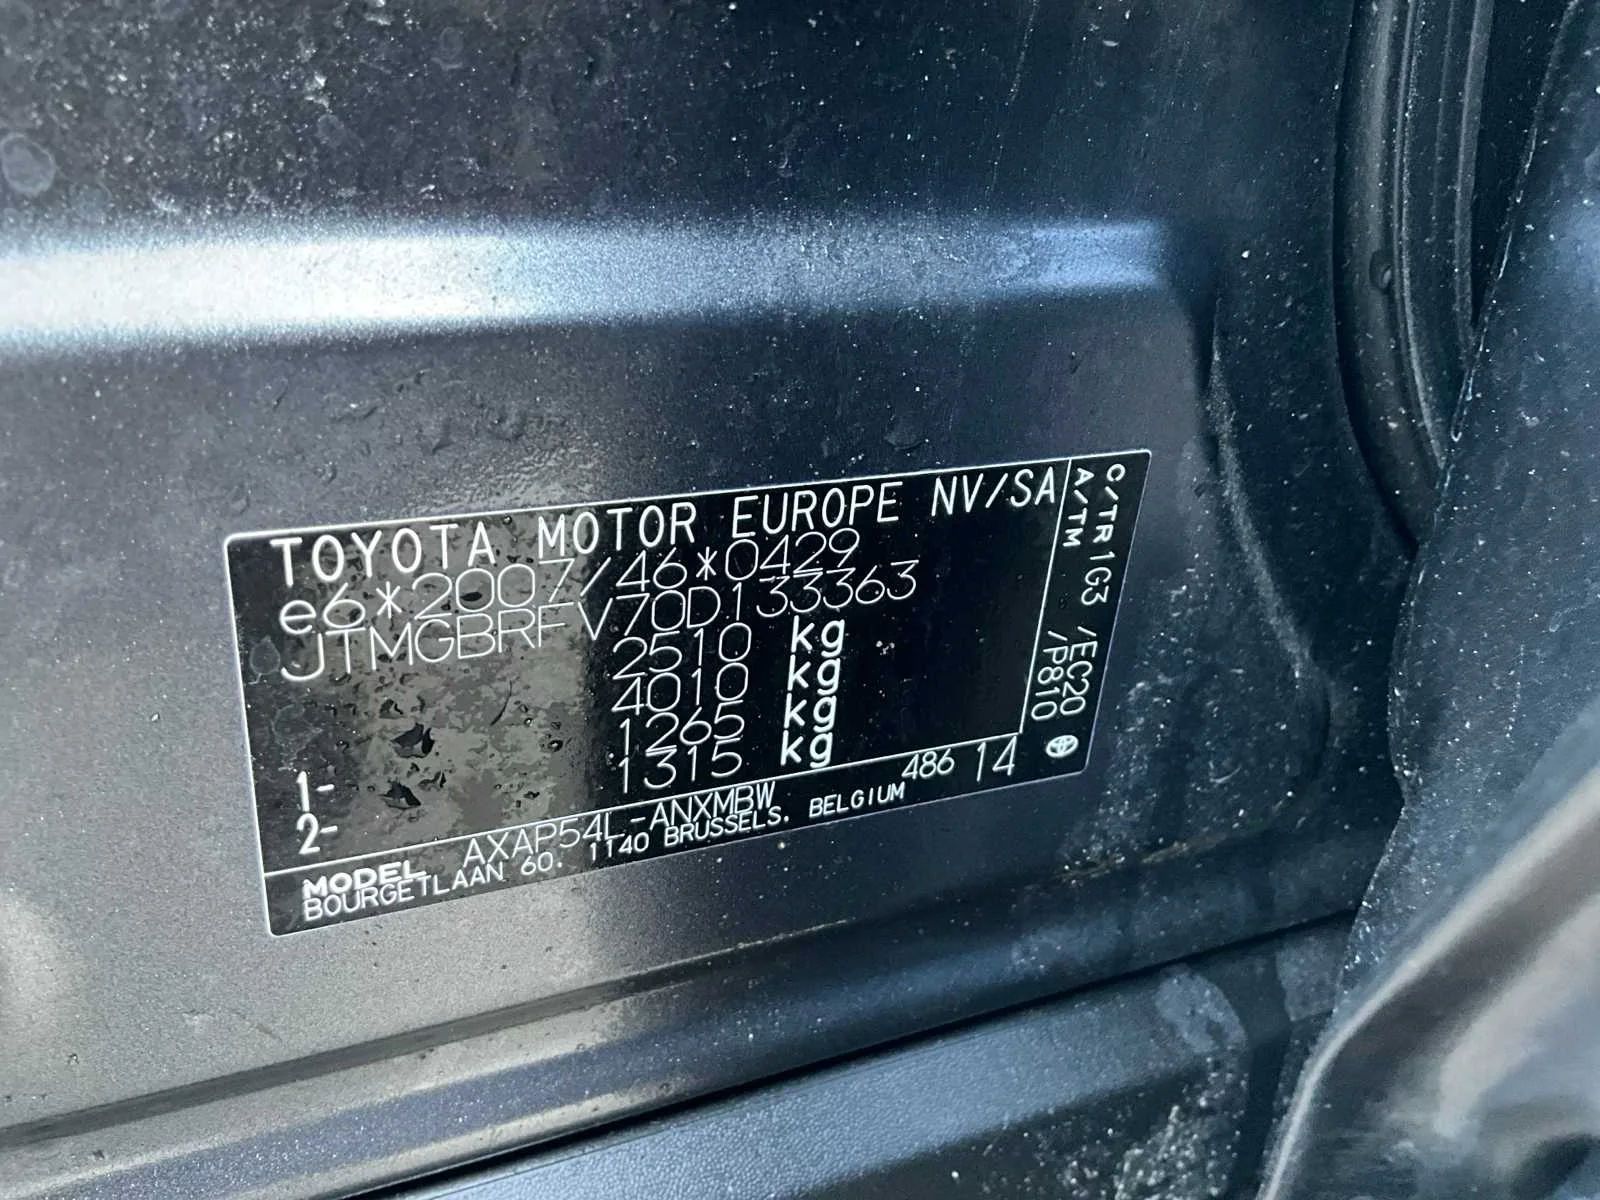 TOYOTA MOTOR EUROPE NV/SA
e6*2007/46*0429
JTMGBRFV70D133363
2510 kg
4010 kg
1- 1265 kg
2- 1315 kg
MODEL AXAP54L-ANXMBW
BOURGETLAAN 60. 1140 BRUSSELS. BELGIUM
486 14
C/TR 1G3 /EC20
A/TM /P810